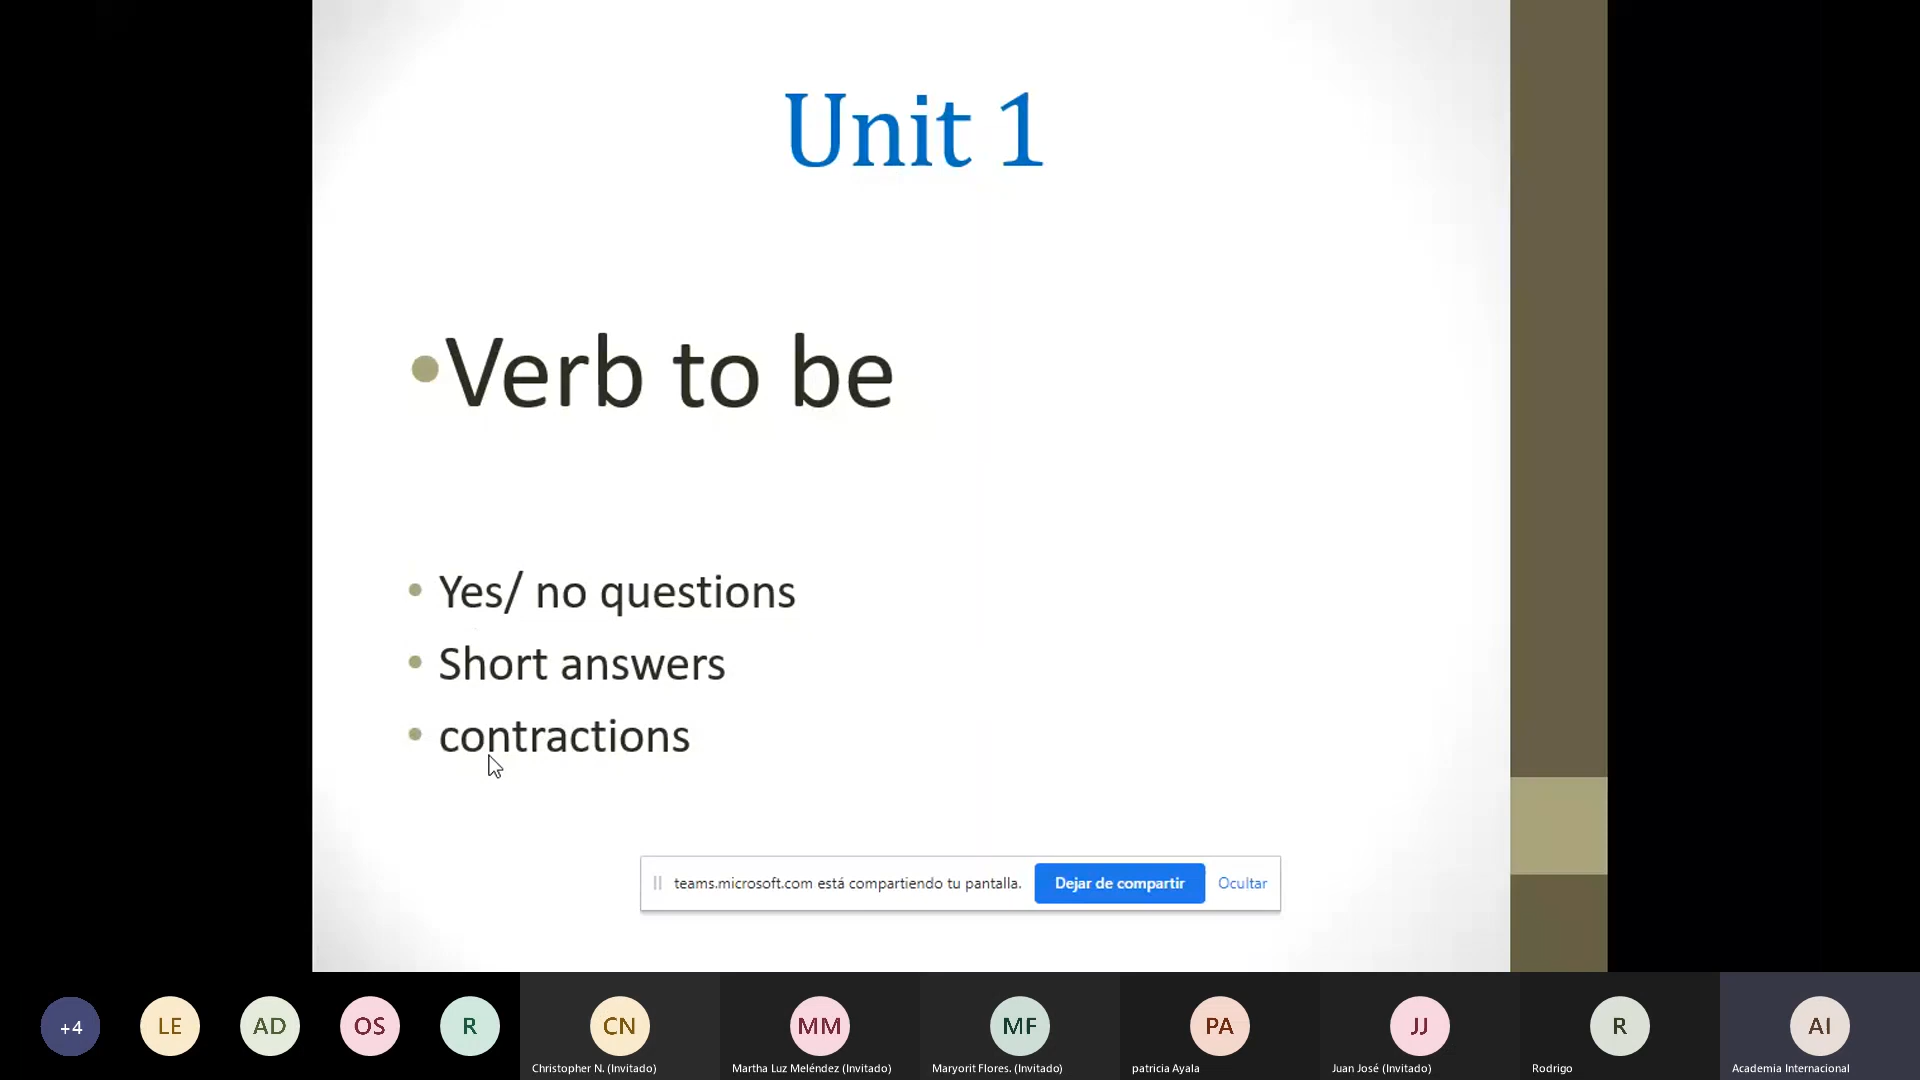 Unit 1
•Verb to be
• Yes/ no questions
• Short answers
• contractions
teams.microsoft.com está compartiendo tu pantalla. Dejar de compartir Ocultar
+4 LE AD OS R CN MM MF PA JJ R AI
Christopher N. (Invitado) Martha Luz Meléndez (Invitado) Maryorit Flores. (Invitado) patricia Ayala Juan José (Invitado) Rodrigo Academia Internacional